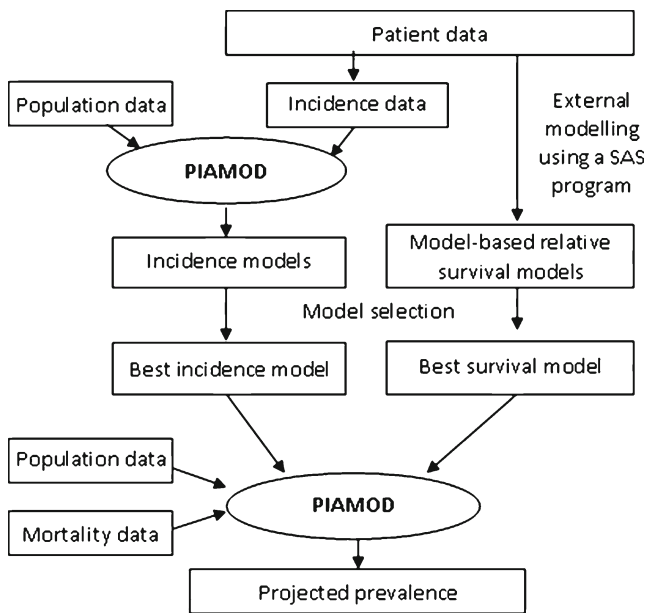 Patient data
Population data
Incidence data
External
modelling
using a SAS
program
PIAMOD
Incidence models
Model-based relative
survival models
Model selection
Best incidence model
Best survival model
Population data
PIAMOD
Mortality data
Projected prevalence